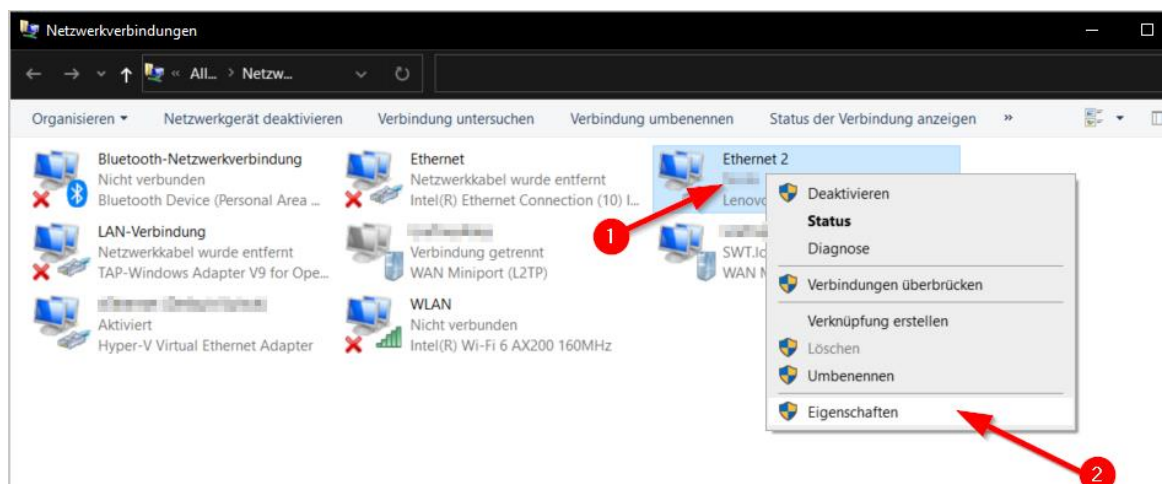 Netzwerkverbindungen
« All... > Netzw...
Organisieren Netzwerkgerät deaktivieren Verbindung untersuchen Verbindung umbenennen Status der Verbindung anzeigen »
Bluetooth-Netzwerkverbindung
Nicht verbunden
Bluetooth Device (Personal Area ...
Ethernet
Netzwerkkabel wurde entfernt
Intel(R) Ethernet Connection (10) I...
Ethernet 2
Lenovo
LAN-Verbindung
Netzwerkkabel wurde entfernt
TAP-Windows Adapter V9 for Ope...
Verbindung getrennt
WAN Miniport (L2TP)
SWT.lo
WAN M
Aktiviert
Hyper-V Virtual Ethernet Adapter
WLAN
Nicht verbunden
Intel(R) Wi-Fi 6 AX200 160MHz
Deaktivieren
Status
Diagnose
Verbindungen überbrücken
Verknüpfung erstellen
Löschen
Umbenennen
Eigenschaften
1
2